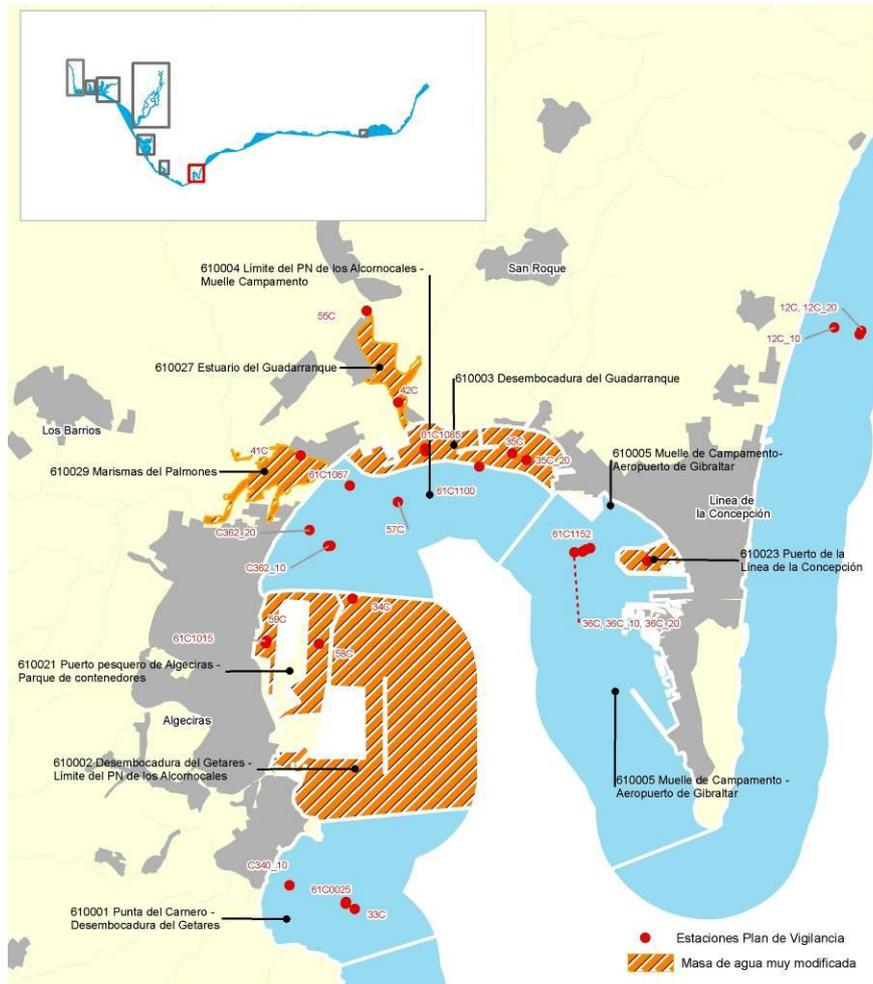 610004 Límite del PN de los Alcornocales -
Muelle Campamento
San Roque
12C, 12C_20
12C_10
55C
610027 Estuario del Guadarranque
42C
610003 Desembocadura del Guadarranque
Los Barrios
41C
61C1085
35C
35C_20
610005 Muelle de Campamento-
Aeropuerto de Gibraltar
610029 Marismas del Palmones
61C1067
61C1100
Linea de
la Concepción
C362_20
57C
61C1152
610023 Puerto de la
Línea de la Concepción
C362_10
34C
59C
36C, 36C_10, 36C_20
61C1015
58C
610021 Puerto pesquero de Algeciras -
Parque de contenedores
Algeciras
610002 Desembocadura del Getares -
Límite del PN de los Alcornocales
610005 Muelle de Campamento -
Aeropuerto de Gibraltar
C340_10
61C0025
33C
610001 Punta del Carnero -
Desembocadura del Getares
Estaciones Plan de Vigilancia
Masa de agua muy modificada